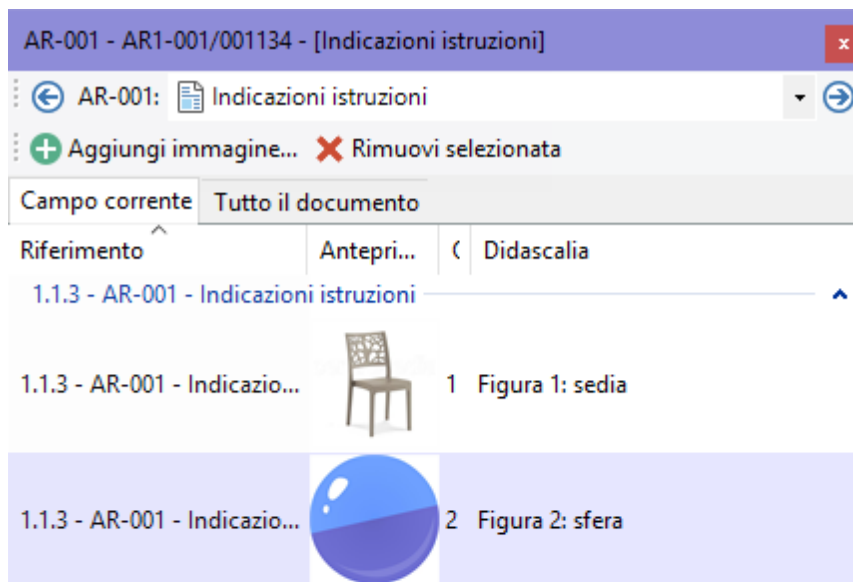 AR-001 - AR1-001/001134 - [Indicazioni istruzioni]
x
AR-001: Indicazioni istruzioni
Aggiungi immagine... Rimuovi selezionata
Campo corrente Tutto il documento
Riferimento Antepri... Didascalia
1.1.3 - AR-001 - Indicazioni istruzioni
1.1.3 - AR-001 - Indicazio... 1 Figura 1: sedia
1.1.3 - AR-001 - Indicazio... 2 Figura 2: sfera